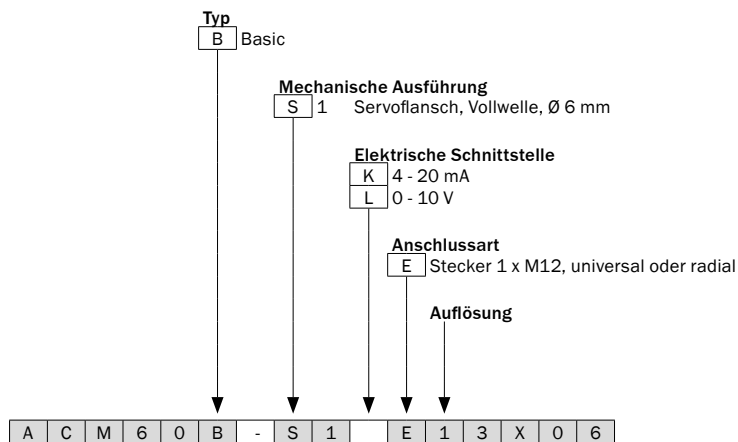 Typ
B Basic
Mechanische Ausführung
S 1 Servoflansch, Vollwelle, Ø 6 mm
Elektrische Schnittstelle
K 4 - 20 mA
L 0 - 10 V
Anschlussart
E Stecker 1 x M12, universal oder radial
Auflösung
A C M 6 0 B - S 1 E 1 3 X 0 6